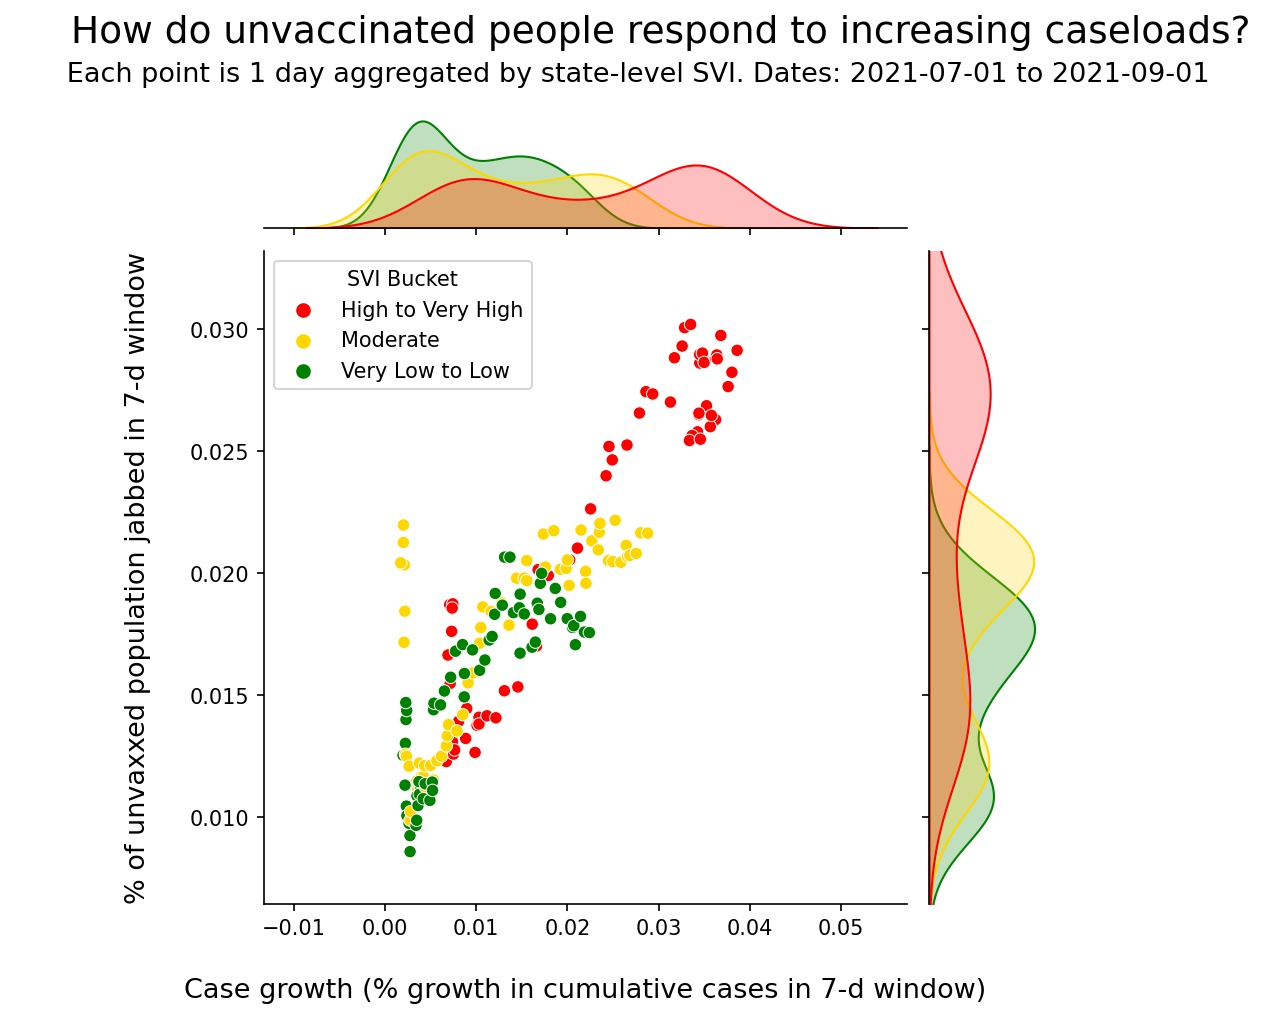 How do unvaccinated people respond to increasing caseloads?
Each point is 1 day aggregated by state-level SVI. Dates: 2021-07-01 to 2021-09-01
SVI Bucket
High to Very High
Moderate
Very Low to Low
% of unvaxxed population jabbed in 7-d window
0.030
0.025
0.020
0.015
0.010
−0.01 0.00 0.01 0.02 0.03 0.04 0.05
Case growth (% growth in cumulative cases in 7-d window)